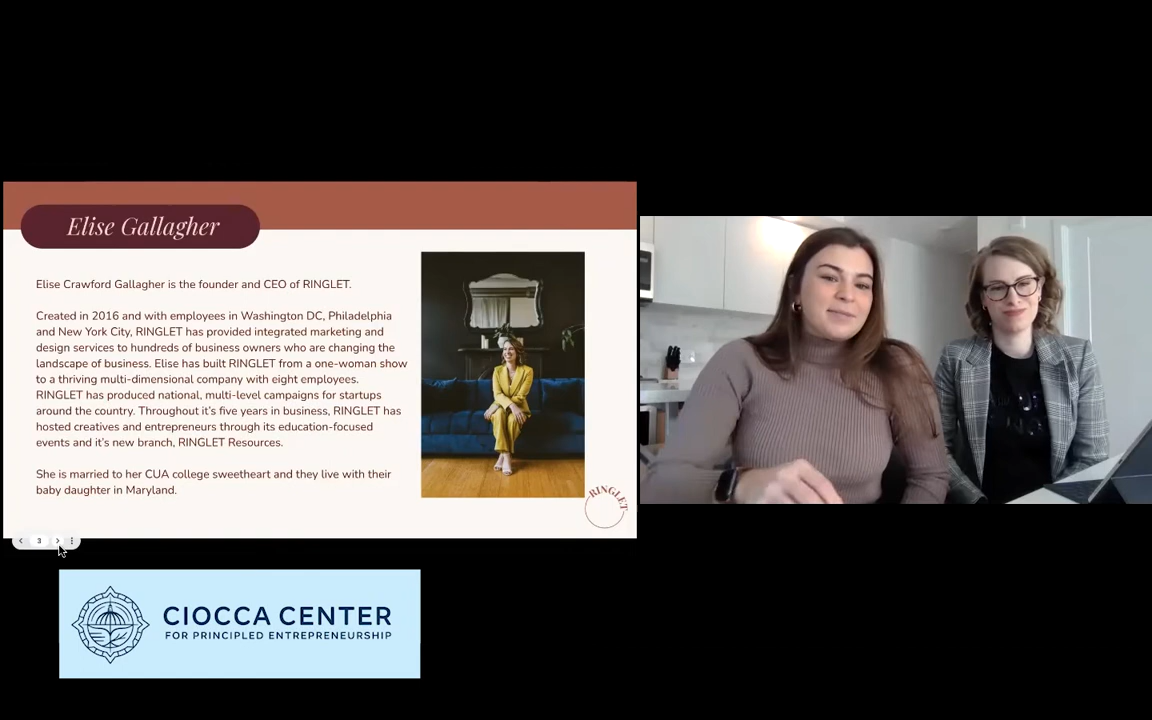 Elise Gallagher
Elise Crawford Gallagher is the founder and CEO of RINGLET.
Created in 2016 and with employees in Washington DC, Philadelphia
and New York City, RINGLET has provided integrated marketing and
design services to hundreds of business owners who are changing the
landscape of business. Elise has built RINGLET from a one-woman show
to a thriving multi-dimensional company with eight employees.
RINGLET has produced national, multi-level campaigns for startups
around the country. Throughout it's five years in business, RINGLET has
hosted creatives and entrepreneurs through its education-focused
events and it's new branch, RINGLET Resources.
She is married to her CUA college sweetheart and they live with their
baby daughter in Maryland.
RINGLET
3
CIOCCA CENTER
FOR PRINCIPLED ENTREPRENEURSHIP